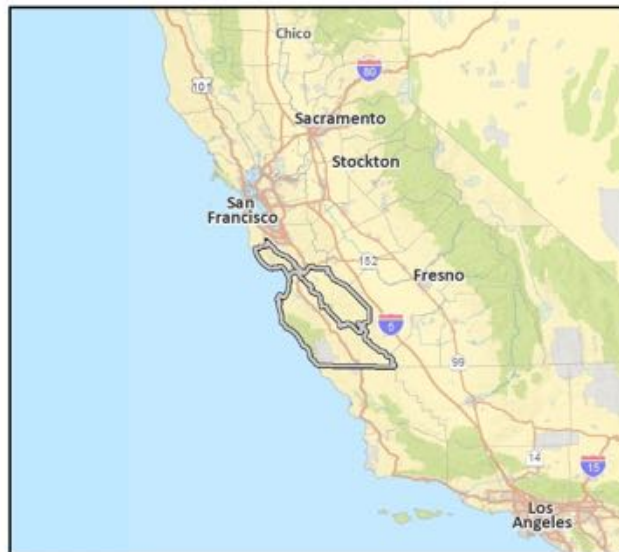 Chico
80
101
Sacramento
Stockton
San
Francisco
152
Fresno
5
99
14
15
Los
Angeles